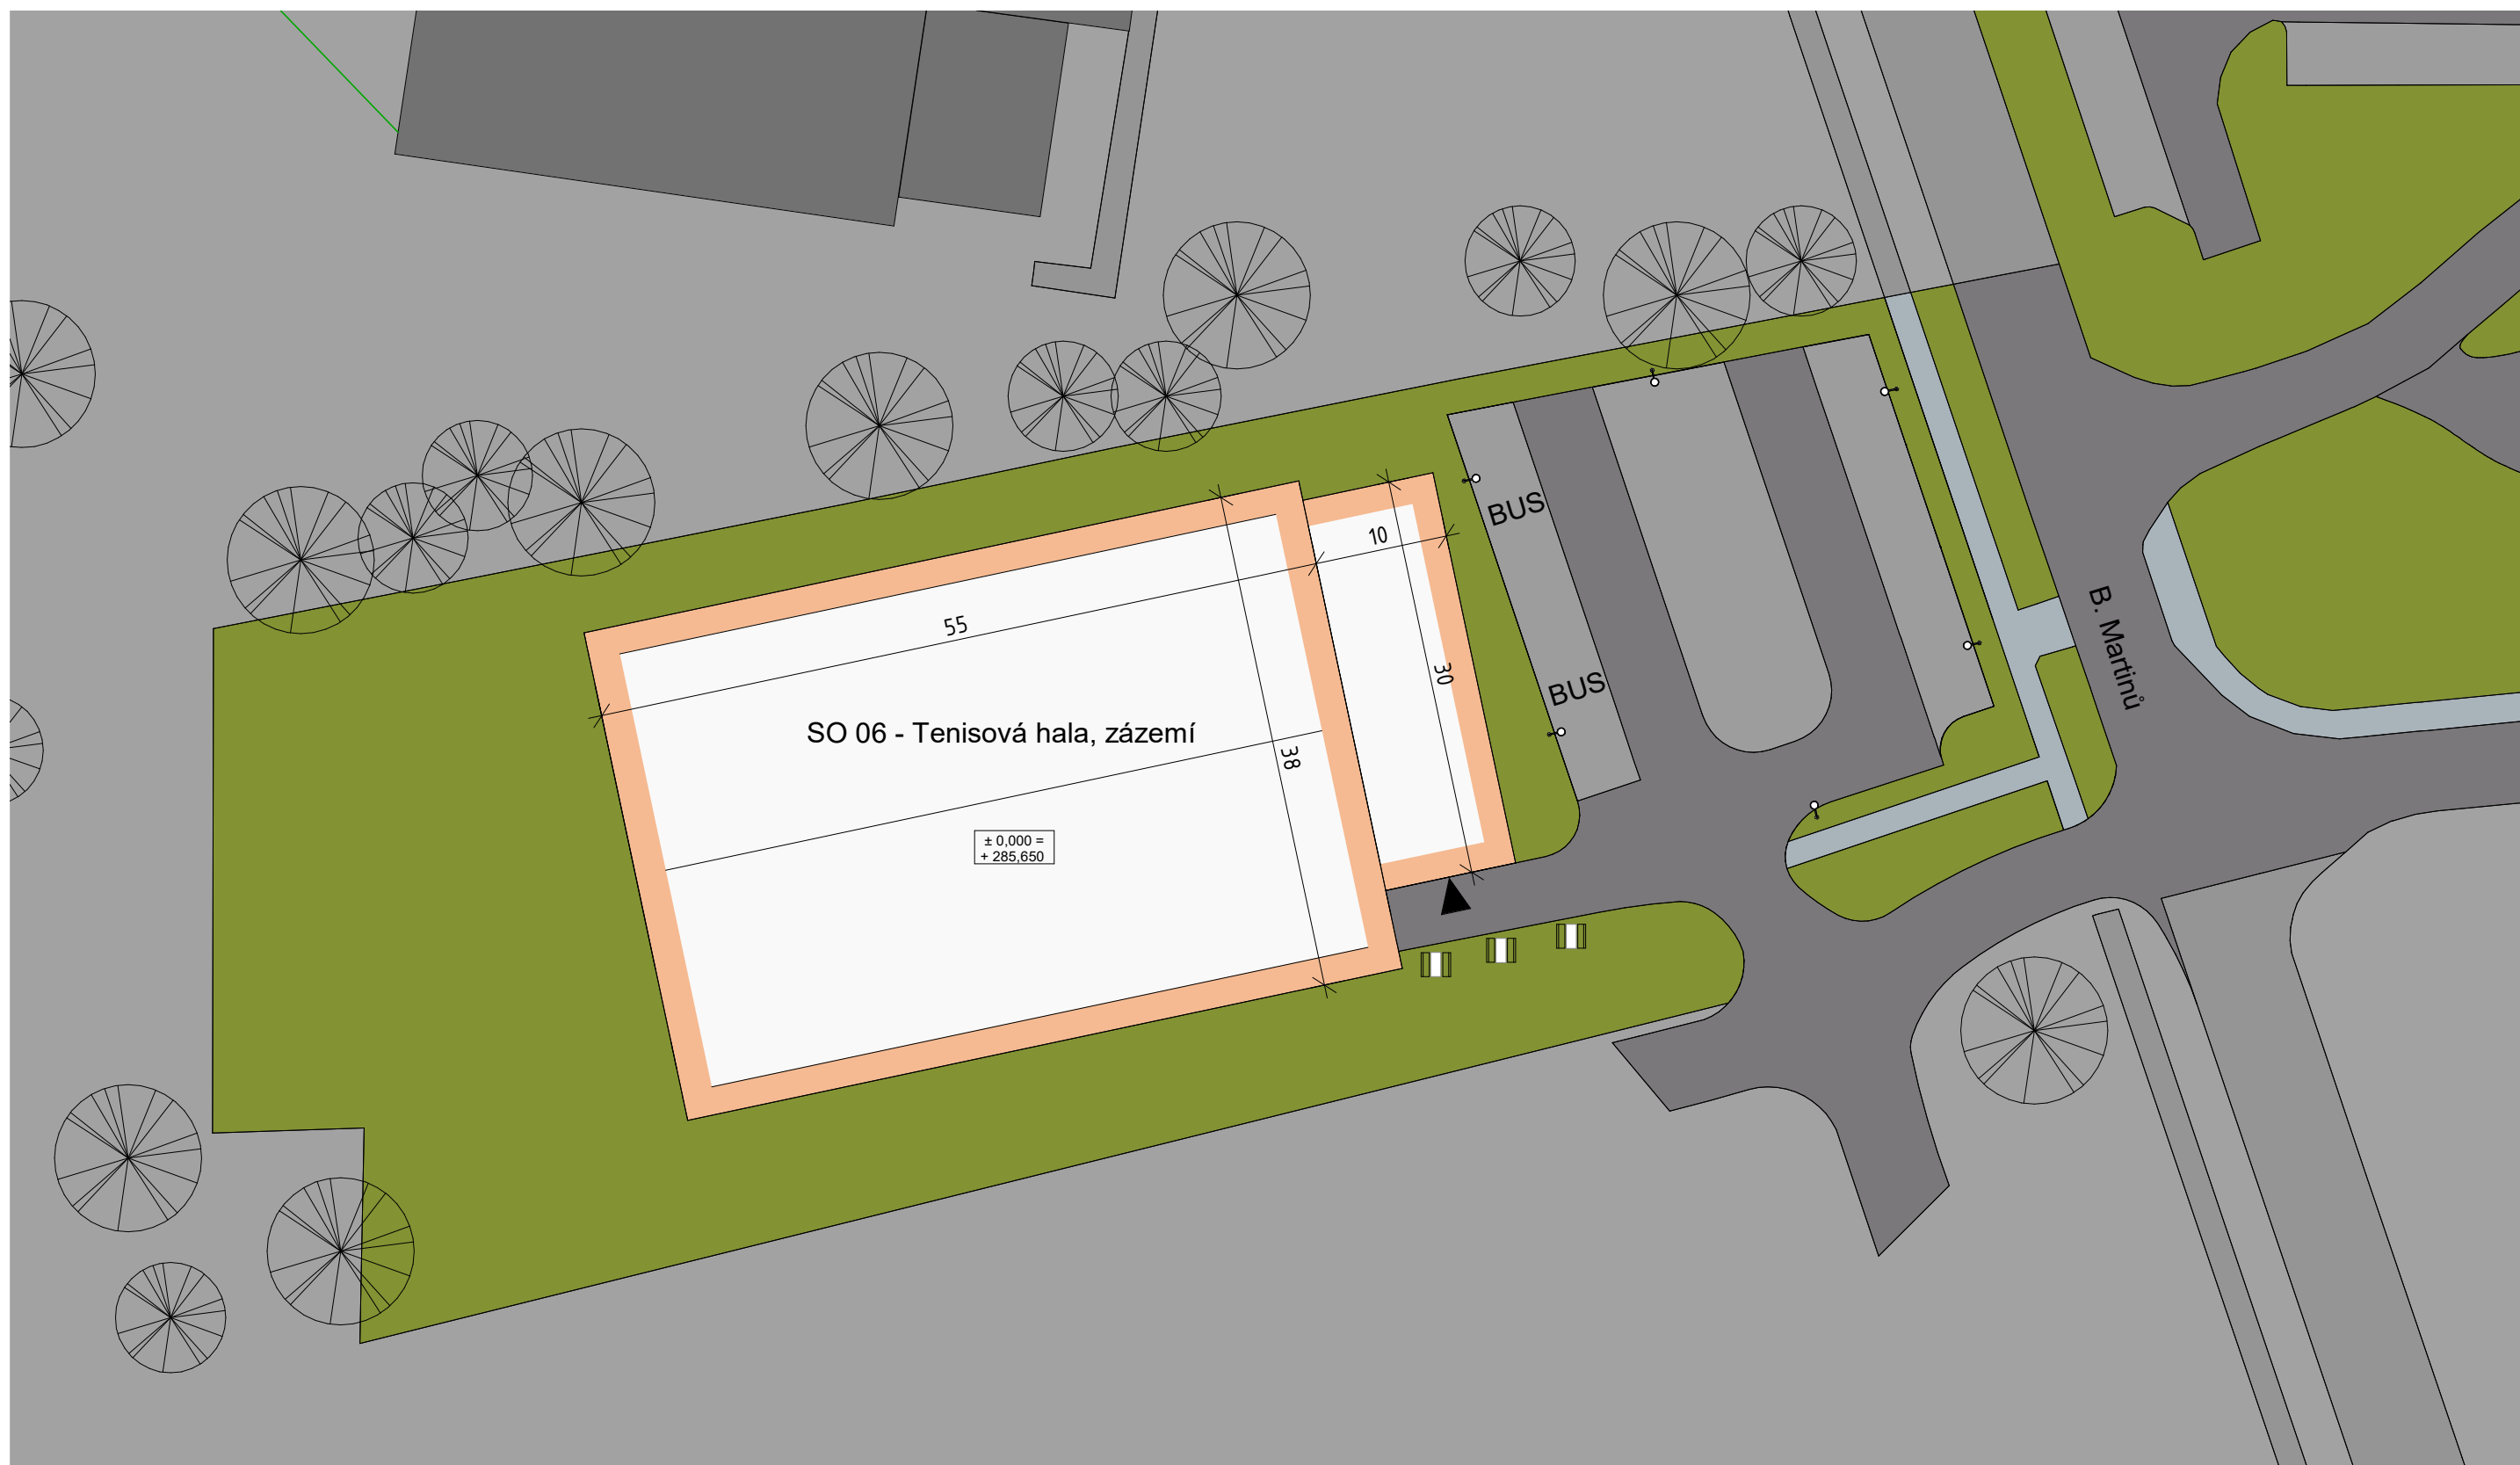 BUS
10
55
B. Martinů
30
BUS
SO 06 - Tenisová hala, zázemí
38
± 0,000 =
+ 285,650